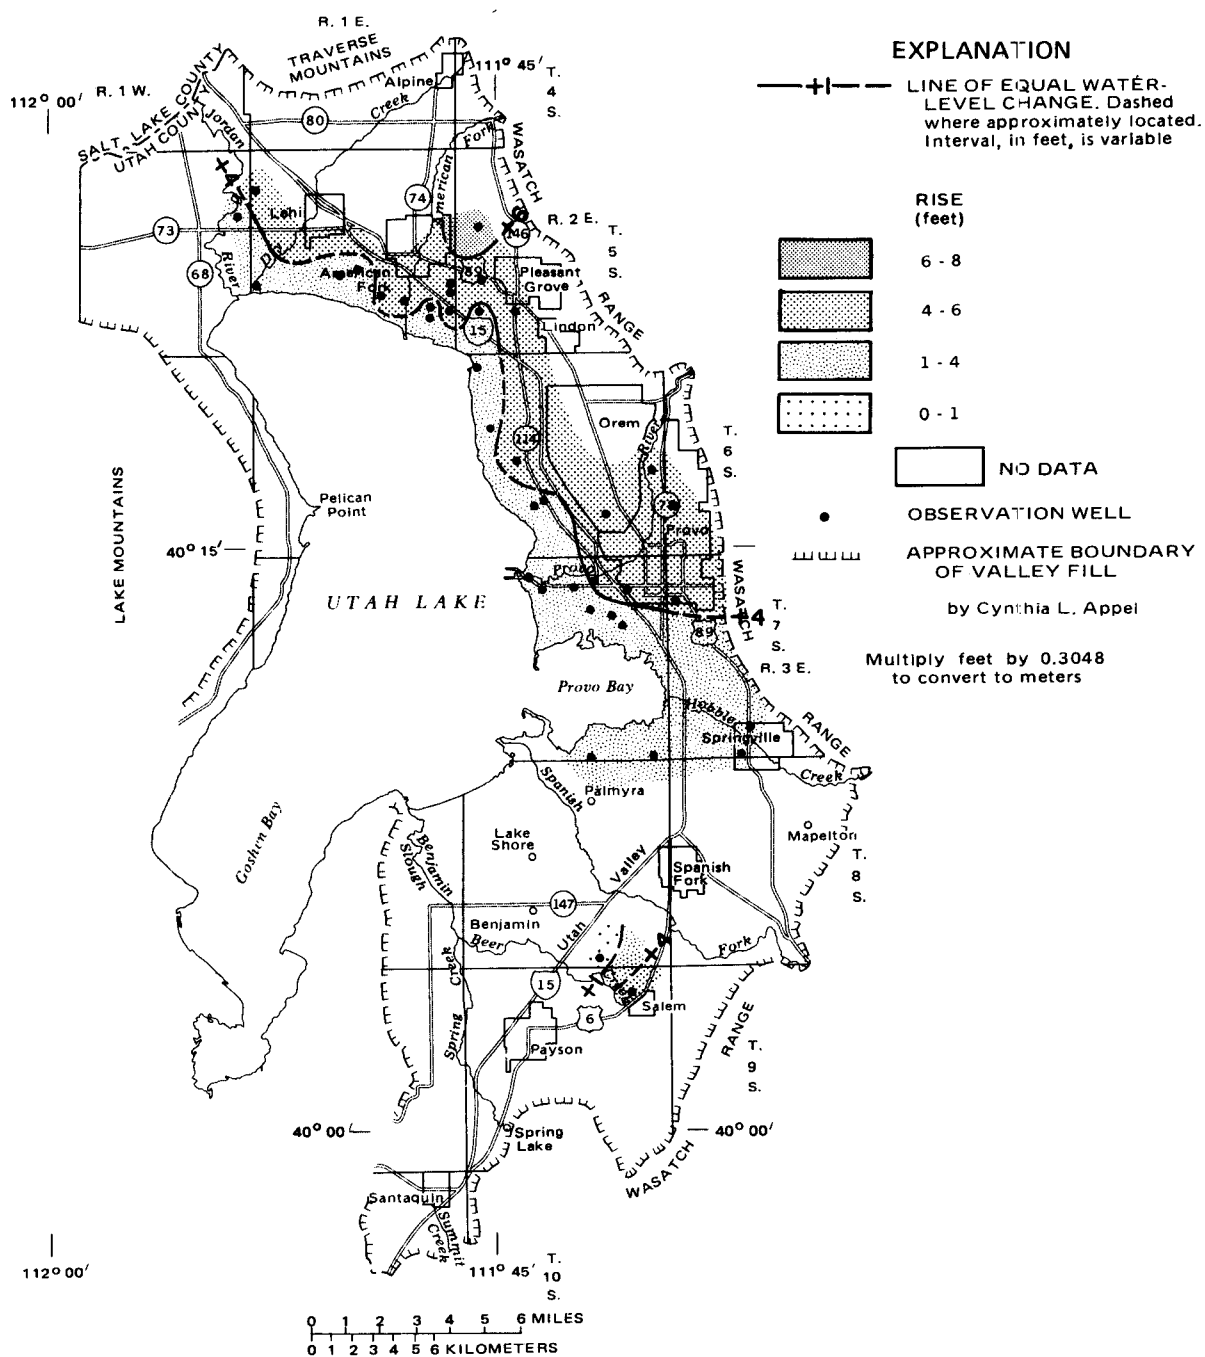 R. 1 E.
TRAVERSE
MOUNTAINS
111° 45′
T.
4
S.
112° 00′
R. 1 W.
SALT LAKE COUNTY
UTAH COUNTY
Jordan
River
Alpine
Creek
80
Fork
American
WASATCH
RANGE
+4
74
73
68
Lehi
146
R. 2 E.
T.
5
S.
American
Fork
89
Pleasant
Grove
15
Lindon
Orem
114
River
T.
6
S.
LAKE MOUNTAINS
Pelican
Point
40° 15′
Provo
Provo
UTAH LAKE
WASATCH
+4
T.
7
S.
89
R. 3 E.
Provo Bay
Hobble
Springville
RANGE
Creek
Spanish
Palmyra
Goshen Bay
Benjamin
Slough
Lake
Shore
Mapleton
T.
8
S.
Valley
Spanish
Fork
147
Benjamin
Utah
Beer
Creek
Fork
+4
+1
15
6
Salem
Spring
Creek
Payson
RANGE
T.
9
S.
40° 00′
Spring
Lake
40° 00′
WASATCH
Santaquin
Summit
Creek
112° 00′
111° 45′
T.
10
S.
0 1 2 3 4 5 6 MILES
0 1 2 3 4 5 6 KILOMETERS
EXPLANATION
+1
LINE OF EQUAL WATER-
LEVEL CHANGE. Dashed
where approximately located.
Interval, in feet, is variable
RISE
(feet)
6 - 8
4 - 6
1 - 4
0 - 1
NO DATA
OBSERVATION WELL
APPROXIMATE BOUNDARY
OF VALLEY FILL
by Cynthia L. Appel
Multiply feet by 0.3048
to convert to meters